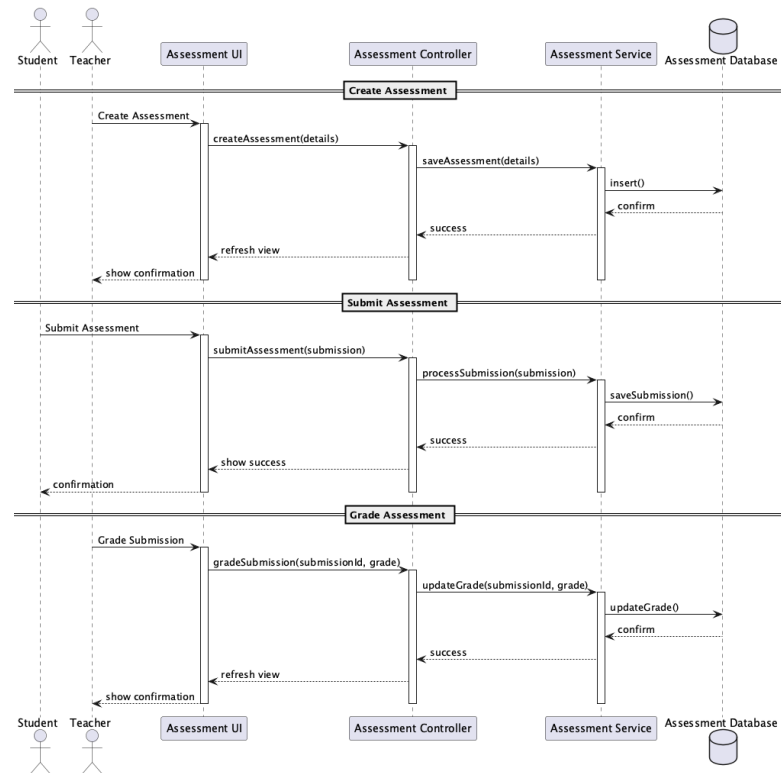 Student Teacher Assessment UI Assessment Controller Assessment Service Assessment Database
Create Assessment
Create Assessment
createAssessment(details)
saveAssessment(details)
insert()
confirm
success
refresh view
show confirmation
Submit Assessment
Submit Assessment
submitAssessment(submission)
processSubmission(submission)
saveSubmission()
confirm
success
show success
confirmation
Grade Assessment
Grade Submission
gradeSubmission(submissionId, grade)
updateGrade(submissionId, grade)
updateGrade()
confirm
success
refresh view
show confirmation
Student Teacher Assessment UI Assessment Controller Assessment Service Assessment Database